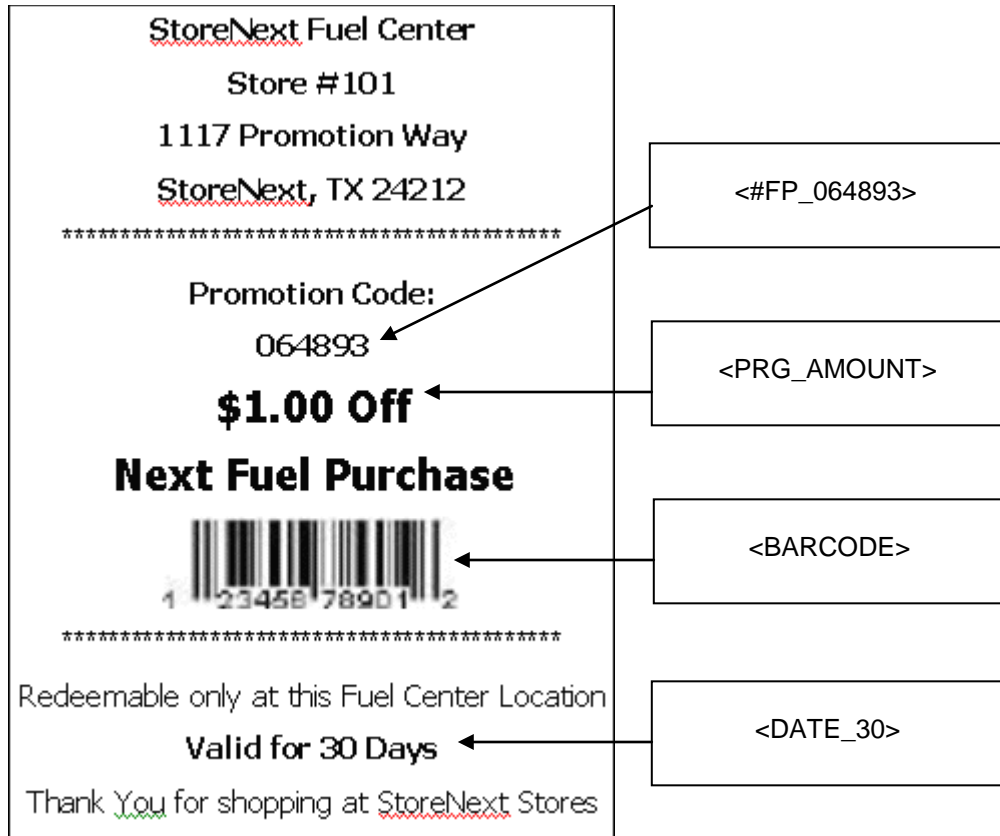 StoreNext Fuel Center
Store #101
1117 Promotion Way
StoreNext, TX 24212
*******************************************
Promotion Code:
064893
$1.00 Off
Next Fuel Purchase
1 23456 78901 2
*******************************************
Redeemable only at this Fuel Center Location
Valid for 30 Days
Thank You for shopping at StoreNext Stores
<#FP_064893>
<PRG_AMOUNT>
<BARCODE>
<DATE_30>